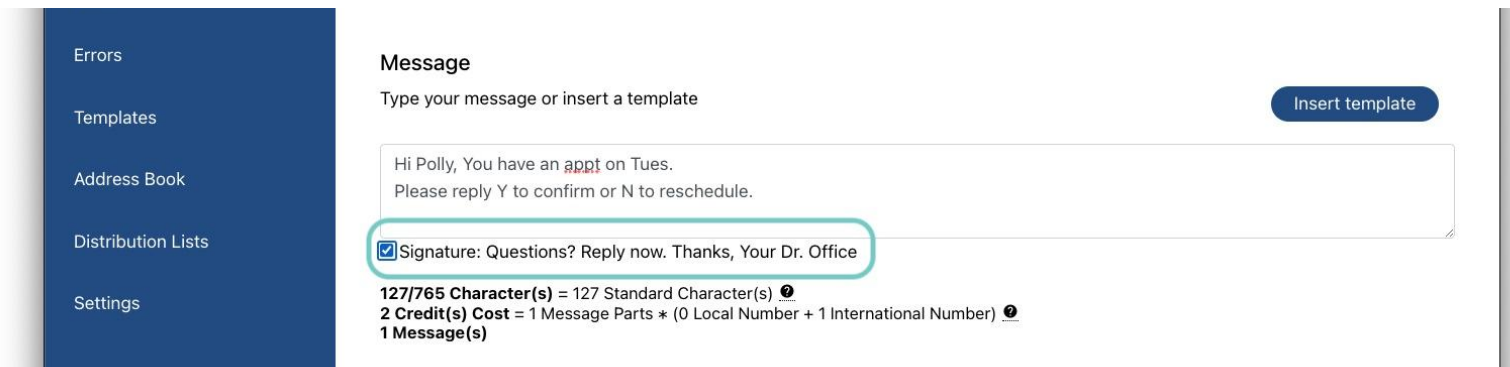 Errors
Templates
Address Book
Distribution Lists
Settings
Message
Type your message or insert a template
Insert template
Hi Polly, You have an appt on Tues.
Please reply Y to confirm or N to reschedule.
Signature: Questions? Reply now. Thanks, Your Dr. Office
127/765 Character(s) = 127 Standard Character(s) ?
2 Credit(s) Cost = 1 Message Parts * (0 Local Number + 1 International Number) ?
1 Message(s)